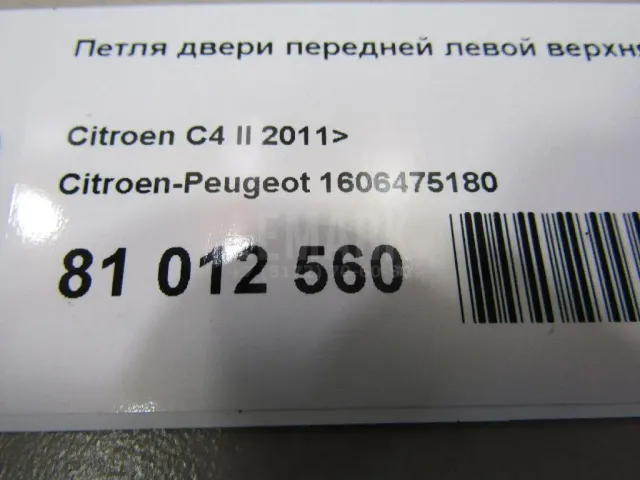 Петля двери передней левой верхня
Citroen C4 II 2011>
Citroen-Peugeot 1606475180
81 012 560